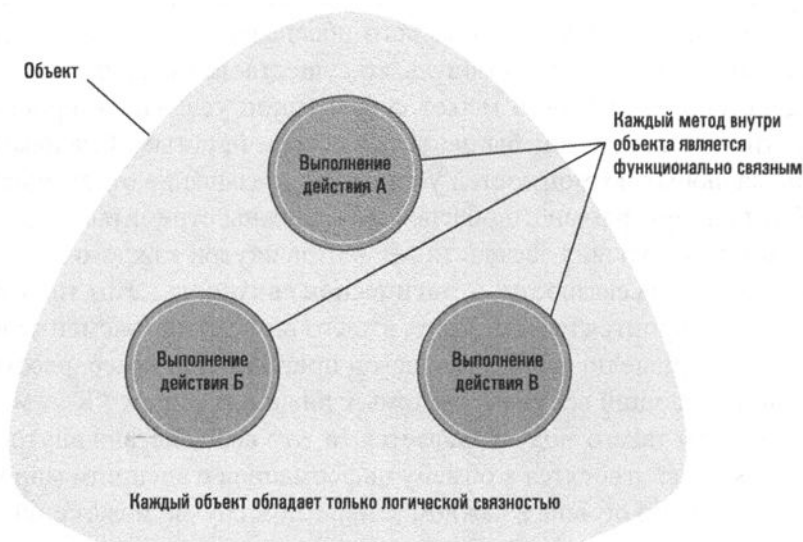 Объект
Каждый метод внутри
объекта является
функционально связным
Выполнение
действия А
Выполнение
действия Б
Выполнение
действия В
Каждый объект обладает только логической связностью